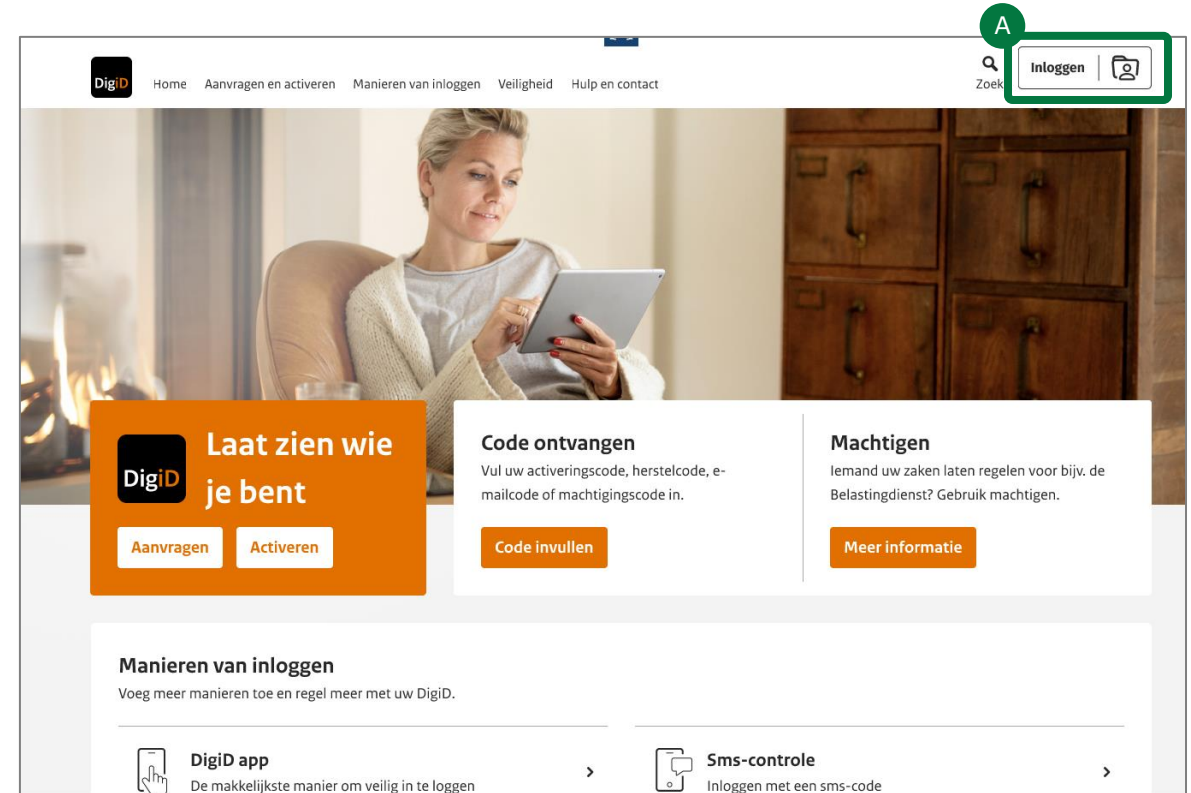 A
DigiD Home Aanvragen en activeren Manieren van inloggen Veiligheid Hulp en contact
Zoek
Inloggen
DigiD
Laat zien wie
je bent
Aanvragen Activeren
Code ontvangen
Vul uw activeringscode, herstelcode, e-
mailcode of machtigingscode in.
Code invullen
Machtigen
Iemand uw zaken laten regelen voor bijv. de
Belastingdienst? Gebruik machtigen.
Meer informatie
Manieren van inloggen
Voeg meer manieren toe en regel meer met uw DigiD.
DigiD app
De makkelijkste manier om veilig in te loggen
Sms-controle
Inloggen met een sms-code